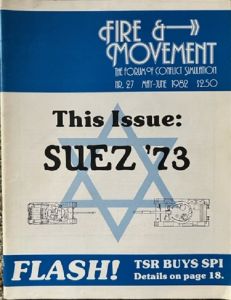 FIRE &
MOVEMENT
THE FORUM OF CONFLICT SIMULATION
NR. 27 MAY-JUNE 1982 $2.50
This Issue:
SUEZ '73
FLASH!
TSR BUYS SPI
Details on page 18.